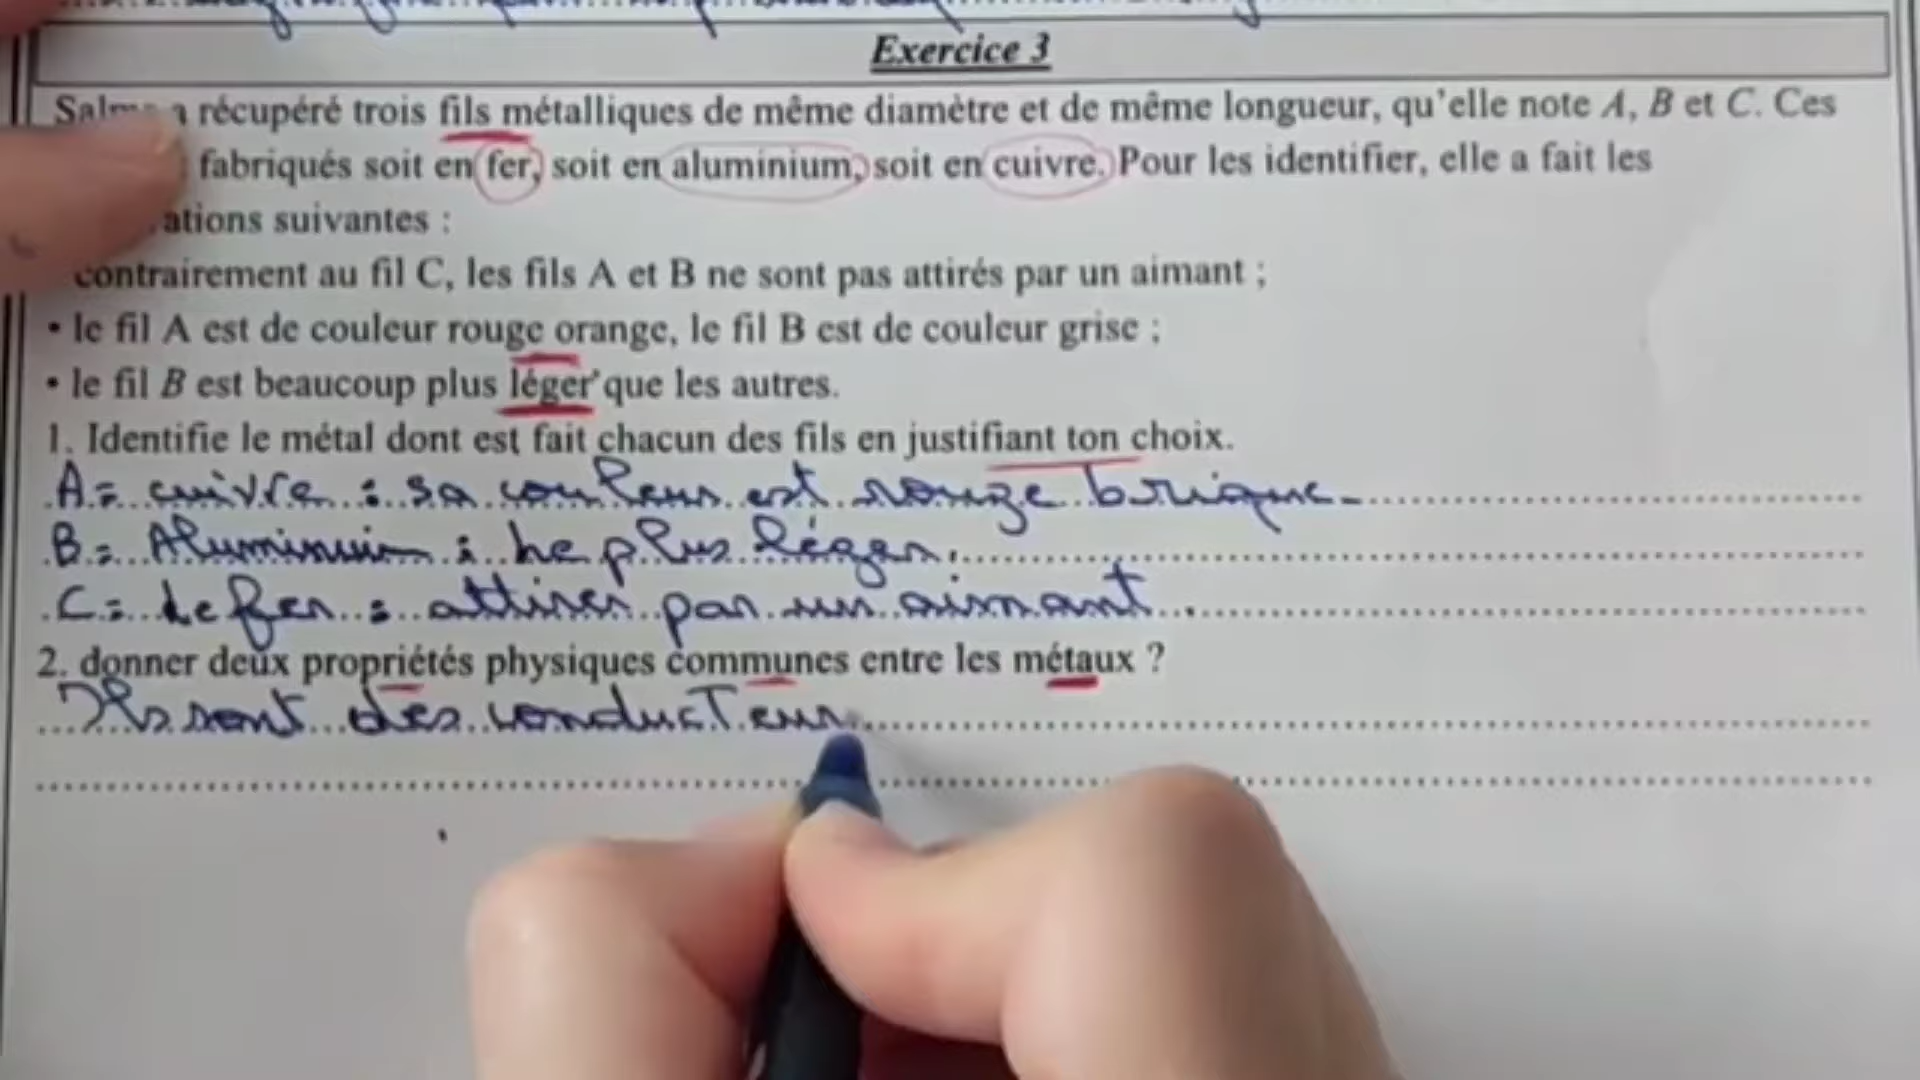 Exercice 3
a récupéré trois fils métalliques de même diamètre et de même longueur, qu'elle note A, B et C. Ces
fabriqués soit en fer, soit en aluminium, soit en cuivre. Pour les identifier, elle a fait les
ations suivantes :
contrairement au fil C, les fils A et B ne sont pas attirés par un aimant ;
• le fil A est de couleur rouge orange, le fil B est de couleur grise ;
• le fil B est beaucoup plus léger que les autres.
1. Identifie le métal dont est fait chacun des fils en justifiant ton choix.
A= cuivre : sa couleur est rouge brique.
B= Aluminium : le plus léger.
C= le fer : attirer par un aimant.
2. donner deux propriétés physiques communes entre les métaux ?
Ils sont des conducteur